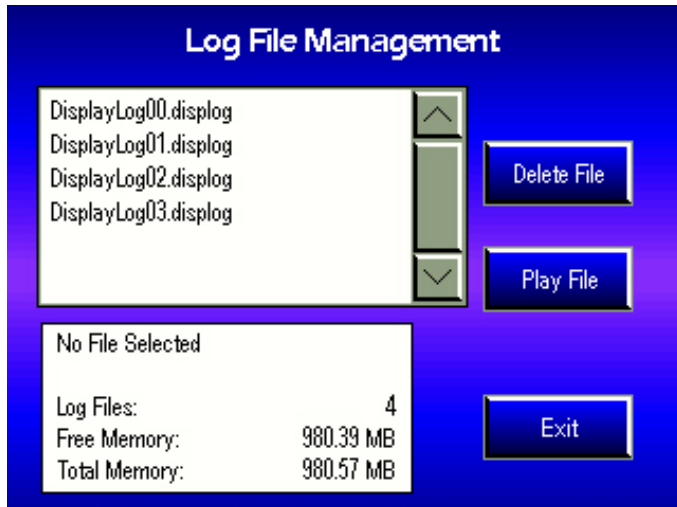 Log File Management
DisplayLog00.displog
DisplayLog01.displog
DisplayLog02.displog
DisplayLog03.displog
Delete File
Play File
No File Selected
Log Files: 4
Free Memory: 980.39 MB
Total Memory: 980.57 MB
Exit